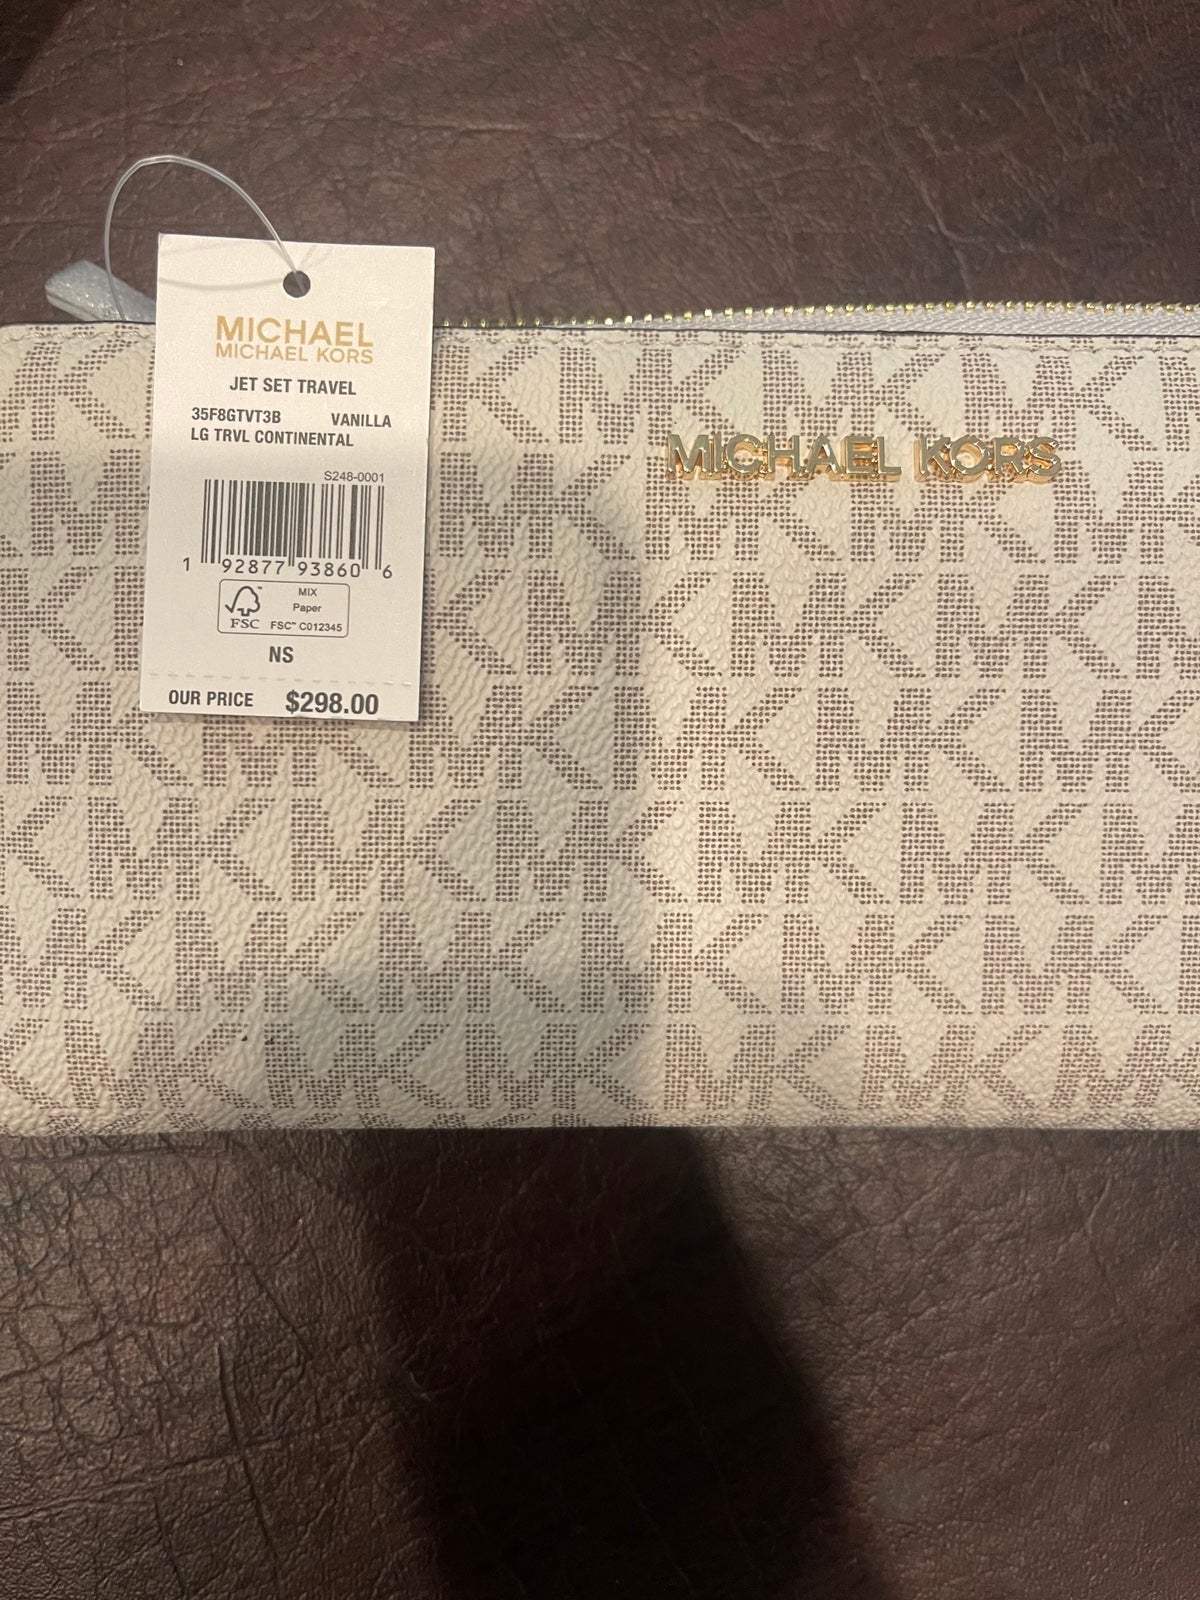 MICHAEL
MICHAEL KORS
JET SET TRAVEL
35F8GTVT3B VANILLA
LG TRVL CONTINENTAL
S248-0001
1 92877 93860 6
MIX
Paper
FSC™ C012345
FSC
NS
OUR PRICE $298.00
MICHAEL KORS